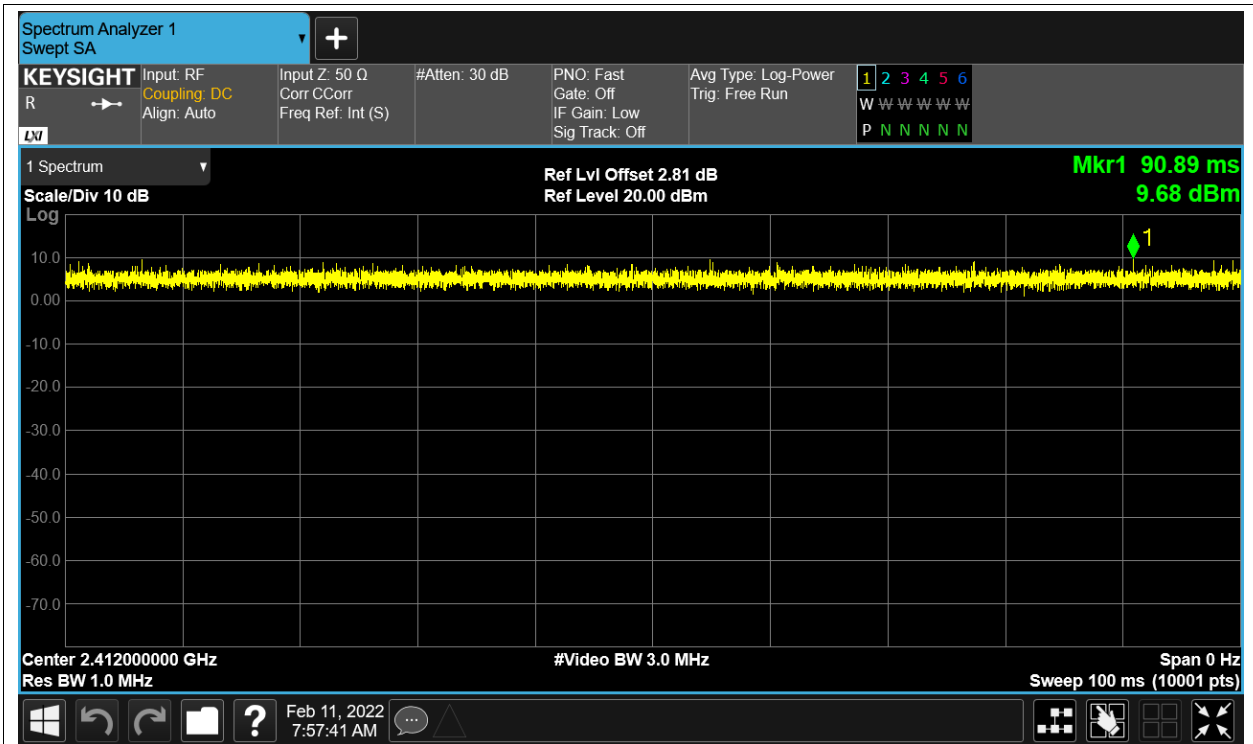 Spectrum Analyzer 1
Swept SA
KEYSIGHT
R
LXI
Input: RF
Coupling: DC
Align: Auto
Input Z: 50 Ω
Corr CCorr
Freq Ref: Int (S)
#Atten: 30 dB
PNO: Fast
Gate: Off
IF Gain: Low
Sig Track: Off
Avg Type: Log-Power
Trig: Free Run
1 2 3 4 5 6
W W W W W W
P N N N N N
1 Spectrum
Scale/Div 10 dB
Ref Lvl Offset 2.81 dB
Ref Level 20.00 dBm
Mkr1 90.89 ms
9.68 dBm
Log
1
10.0
0.00
-10.0
-20.0
-30.0
-40.0
-50.0
-60.0
-70.0
Center 2.412000000 GHz
Res BW 1.0 MHz
#Video BW 3.0 MHz
Span 0 Hz
Sweep 100 ms (10001 pts)
?
Feb 11, 2022
7:57:41 AM